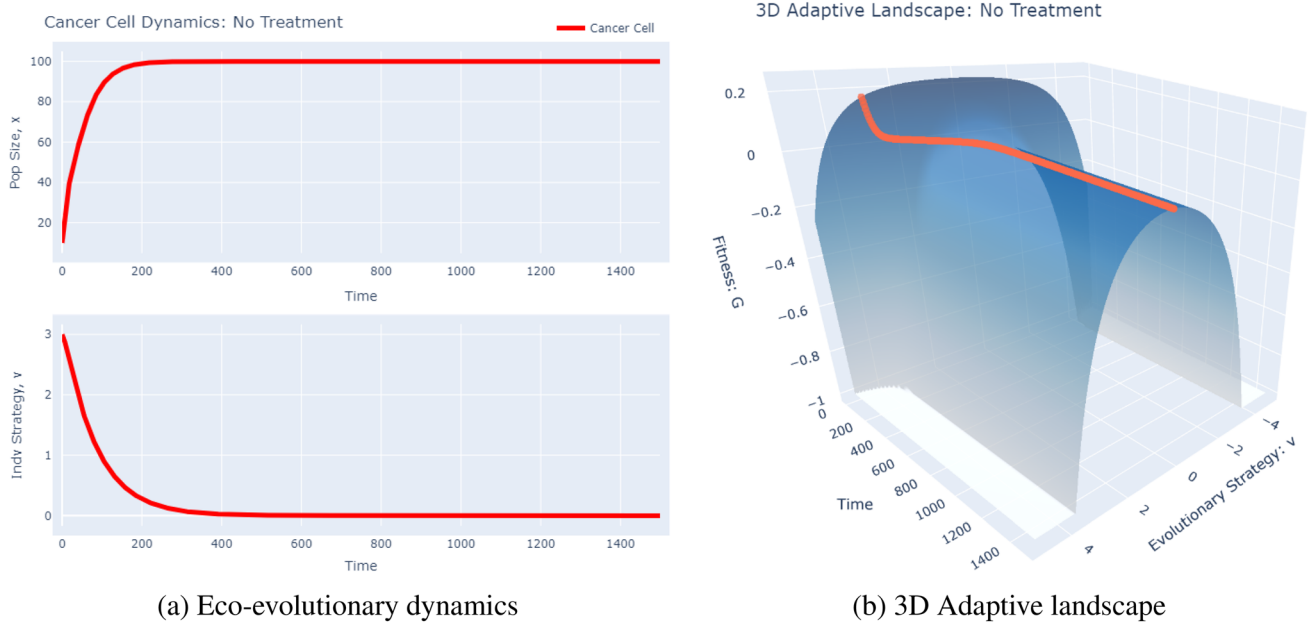 Cancer Cell Dynamics: No Treatment
Cancer Cell
100
80
60
40
20
Pop Size, x
0 200 400 600 800 1000 1200 1400
Time
3
2
1
0
Indv Strategy, v
0 200 400 600 800 1000 1200 1400
Time
(a) Eco-evolutionary dynamics
3D Adaptive Landscape: No Treatment
0.2
0
−0.2
−0.4
−0.6
−0.8
−1
Fitness: G
0
200
400
600
800
1000
1200
1400
Time
−4
−2
0
2
4
Evolutionary Strategy: v
(b) 3D Adaptive landscape